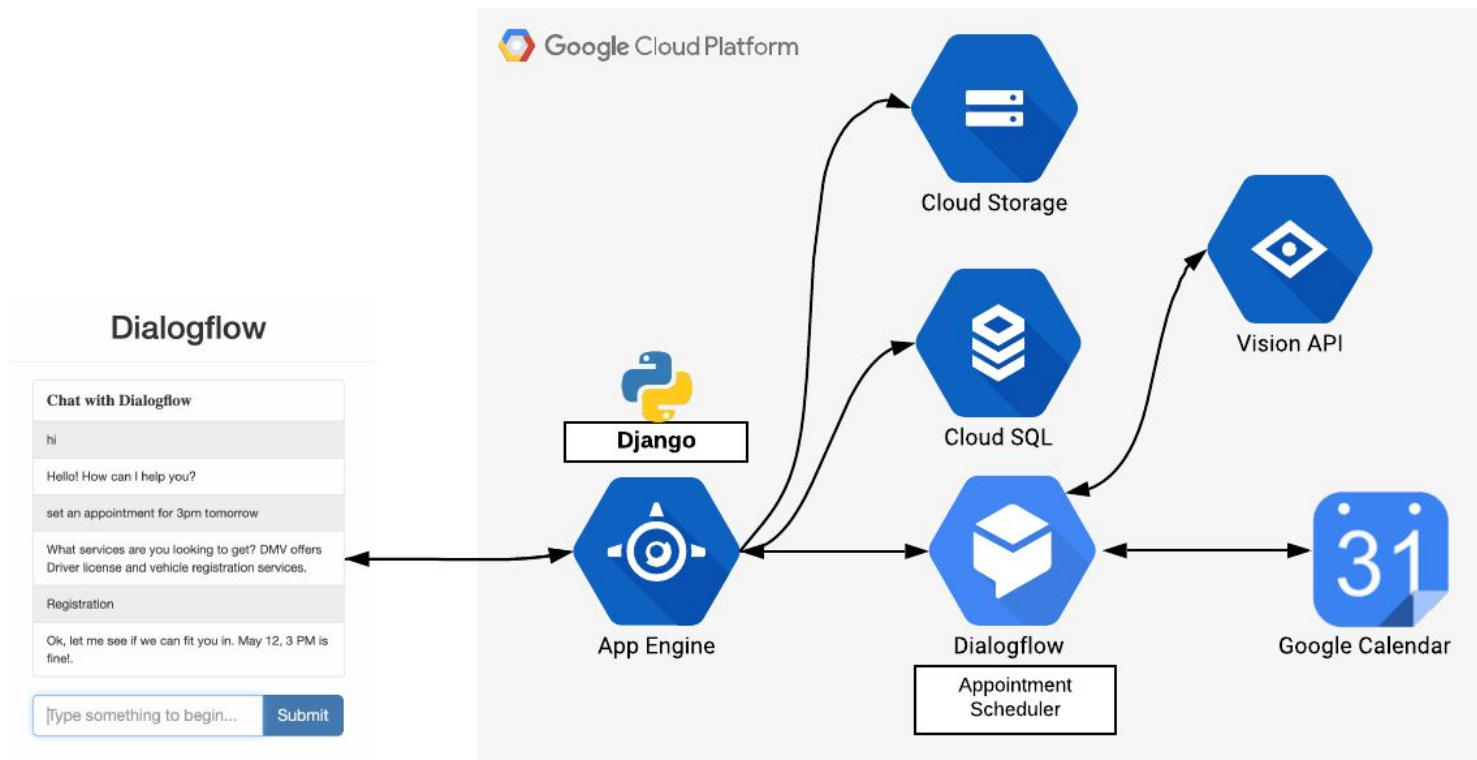 Google Cloud Platform
Cloud Storage
Vision API
Cloud SQL
Dialogflow
Chat with Dialogflow
hi
Hello! How can I help you?
set an appointment for 3pm tomorrow
What services are you looking to get? DMV offers
Driver license and vehicle registration services.
Registration
Ok, let me see if we can fit you in. May 12, 3 PM is
fine!.
Type something to begin...
Submit
Django
App Engine
Dialogflow
Appointment
Scheduler
31
Google Calendar